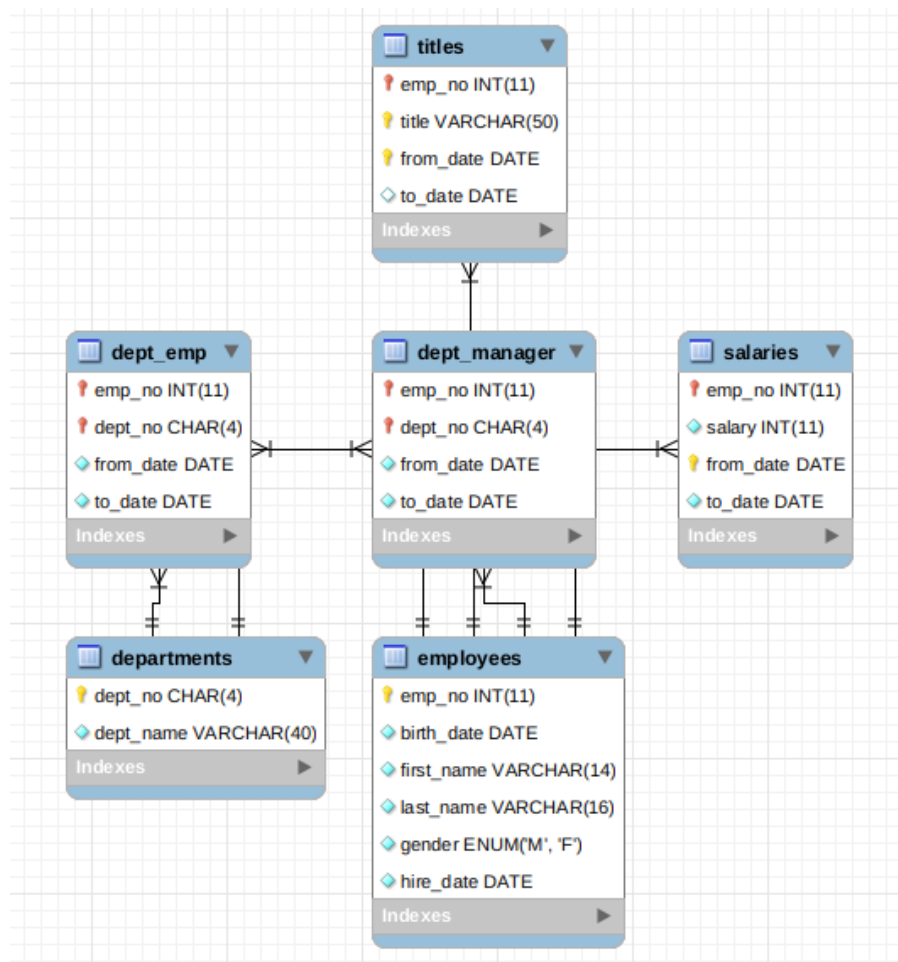 titles
emp_no INT(11)
title VARCHAR(50)
from_date DATE
to_date DATE
Indexes
dept_emp
emp_no INT(11)
dept_no CHAR(4)
from_date DATE
to_date DATE
Indexes
dept_manager
emp_no INT(11)
dept_no CHAR(4)
from_date DATE
to_date DATE
Indexes
salaries
emp_no INT(11)
salary INT(11)
from_date DATE
to_date DATE
Indexes
departments
dept_no CHAR(4)
dept_name VARCHAR(40)
Indexes
employees
emp_no INT(11)
birth_date DATE
first_name VARCHAR(14)
last_name VARCHAR(16)
gender ENUM('M', 'F')
hire_date DATE
Indexes